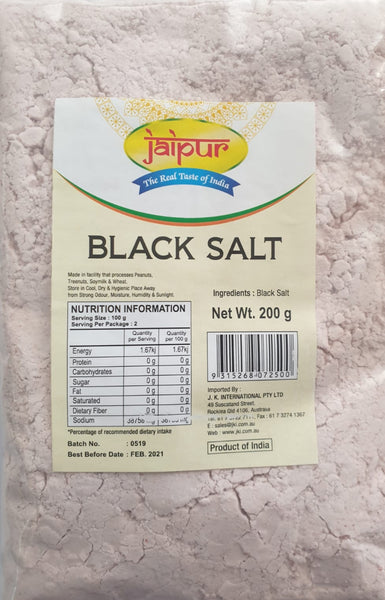 jaipur
The Real Taste of India
BLACK SALT
Made in facility that processes Peanuts,
Treenuts, Soymilk & Wheat.
Store in Cool, Dry & Hygienic Place Away
from Strong Odour, Moisture, Humidity & Sunlight.
NUTRITION INFORMATION
Serving Size : 100 g
Serving Per Package : 2
Quantity per Serving Quantity per 100 g
Energy 1.67kj 1.67kj
Protein 0 g 0 g
Carbohydrates 0 g 0 g
Sugar 0 g 0 g
Fat 0 g 0 g
Saturated 0 g 0 g
Dietary Fiber 0 g 0 g
Sodium
*Percentage of recommended dietary intake
Batch No. : 0519
Best Before Date : FEB. 2021
Ingredients : Black Salt
Net Wt. 200 g
9 315268 072500
Imported By :
J. K. INTERNATIONAL PTY LTD
49 Suscatand Street,
Rocklea Qld 4106, Australia
Fax : 61 7 3274 1367
E : sales@jki.com.au
Web : www.jki.com.au
Product of India